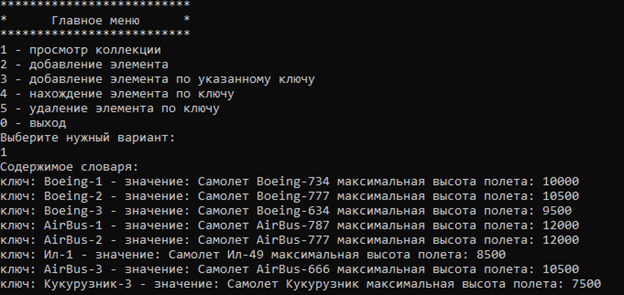 **************************
*      Главное меню      *
**************************
1 - просмотр коллекции
2 - добавление элемента
3 - добавление элемента по указанному ключу
4 - нахождение элемента по ключу
5 - удаление элемента по ключу
0 - выход
Выберите нужный вариант:
1
Содержимое словаря:
ключ: Boeing-1 - значение: Самолет Boeing-734 максимальная высота полета: 10000
ключ: Boeing-2 - значение: Самолет Boeing-777 максимальная высота полета: 10500
ключ: Boeing-3 - значение: Самолет Boeing-634 максимальная высота полета: 9500
ключ: AirBus-1 - значение: Самолет AirBus-787 максимальная высота полета: 12000
ключ: AirBus-2 - значение: Самолет AirBus-777 максимальная высота полета: 12000
ключ: Ил-1 - значение: Самолет Ил-49 максимальная высота полета: 8500
ключ: AirBus-3 - значение: Самолет AirBus-666 максимальная высота полета: 10500
ключ: Кукурузник-3 - значение: Самолет Кукурузник максимальная высота полета: 7500